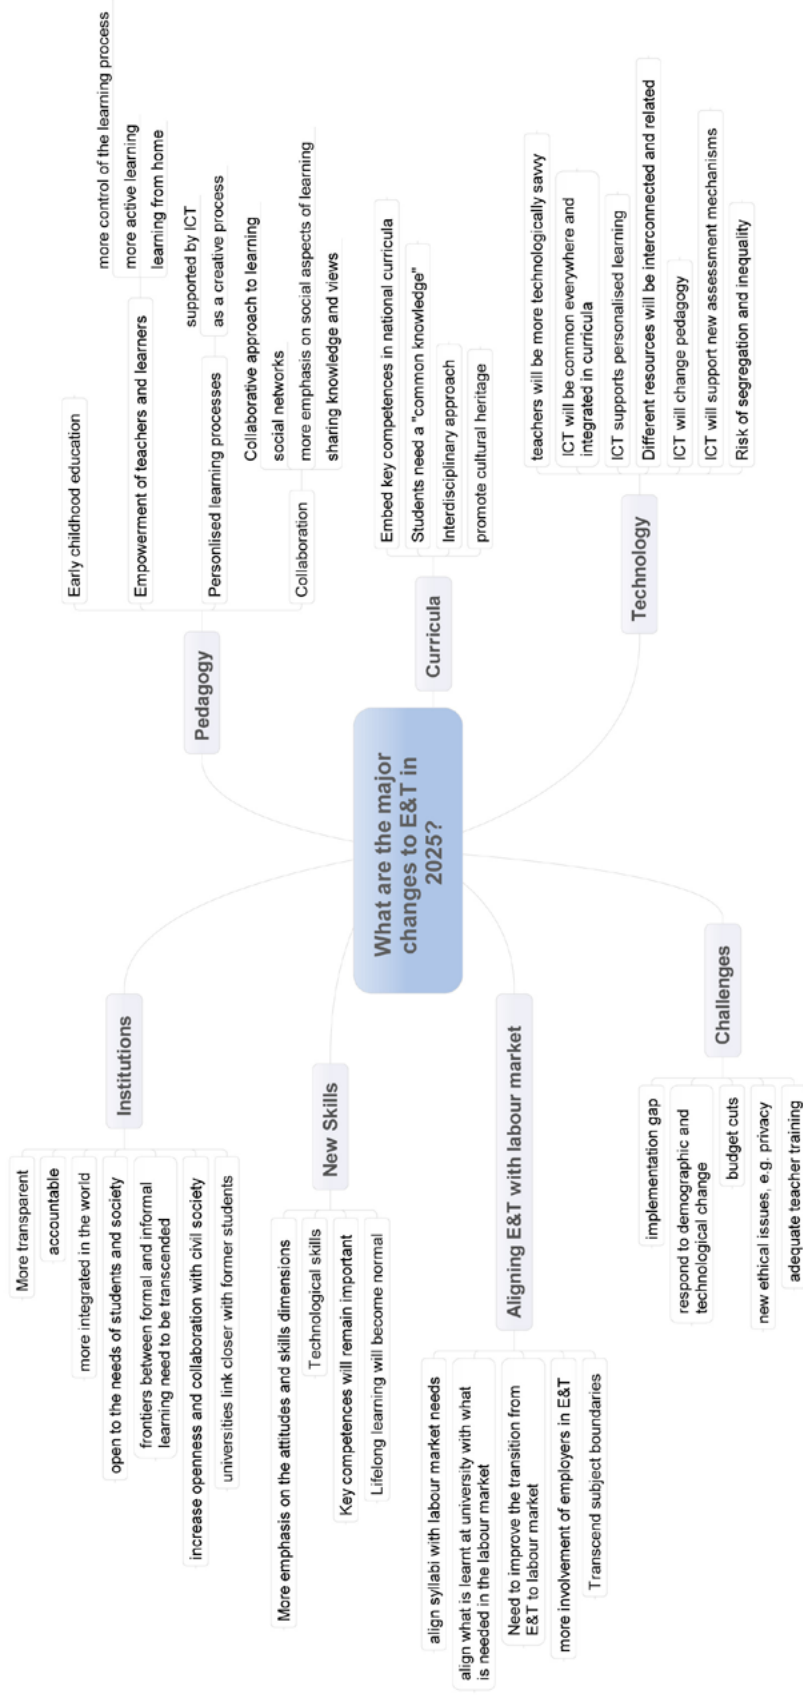 What are the major
changes to E&T in
2025?
Institutions
More transparent
accountable
more integrated in the world
open to the needs of students and society
frontiers between formal and informal
learning need to be transcended
increase openness and collaboration with civil society
universities link closer with former students
New Skills
More emphasis on the attitudes and skills dimensions
Technological skills
Key competences will remain important
Lifelong learning will become normal
Aligning E&T with labour market
align syllabi with labour market needs
align what is learnt at university with what
is needed in the labour market
Need to improve the transition from
E&T to labour market
more involvement of employers in E&T
Transcend subject boundaries
Challenges
implementation gap
respond to demographic and
technological change
budget cuts
new ethical issues, e.g. privacy
adequate teacher training
Pedagogy
Early childhood education
Empowerment of teachers and learners
more control of the learning process
more active learning
learning from home
Personlised learning processes
supported by ICT
as a creative process
Collaboration
Collaborative approach to learning
social networks
more emphasis on social aspects of learning
sharing knowledge and views
Curricula
Embed key competences in national curricula
Students need a "common knowledge"
Interdisciplinary approach
promote cultural heritage
Technology
teachers will be more technologically savvy
ICT will be common everywhere and
integrated in curricula
ICT supports personalised learning
Different resources will be interconnected and related
ICT will change pedagogy
ICT will support new assessment mechanisms
Risk of segregation and inequality